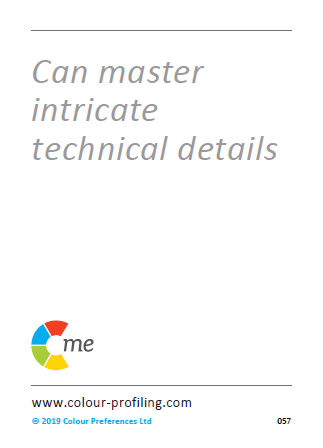 Can master
intricate
technical details
me
www.colour-profiling.com
© 2019 Colour Preferences Ltd 057